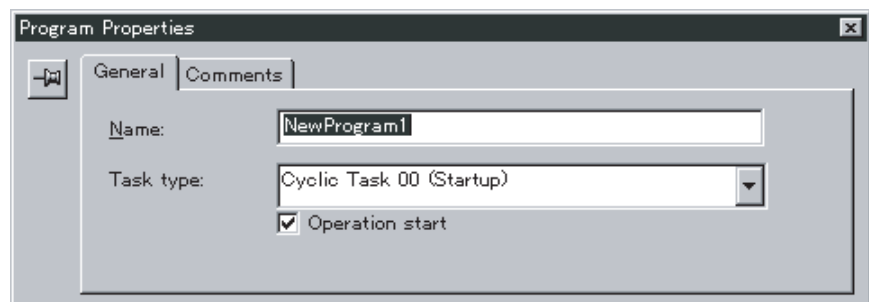 Program Properties
General
Comments
Name:
NewProgram1
Task type:
Cyclic Task 00 (Startup)
Operation start